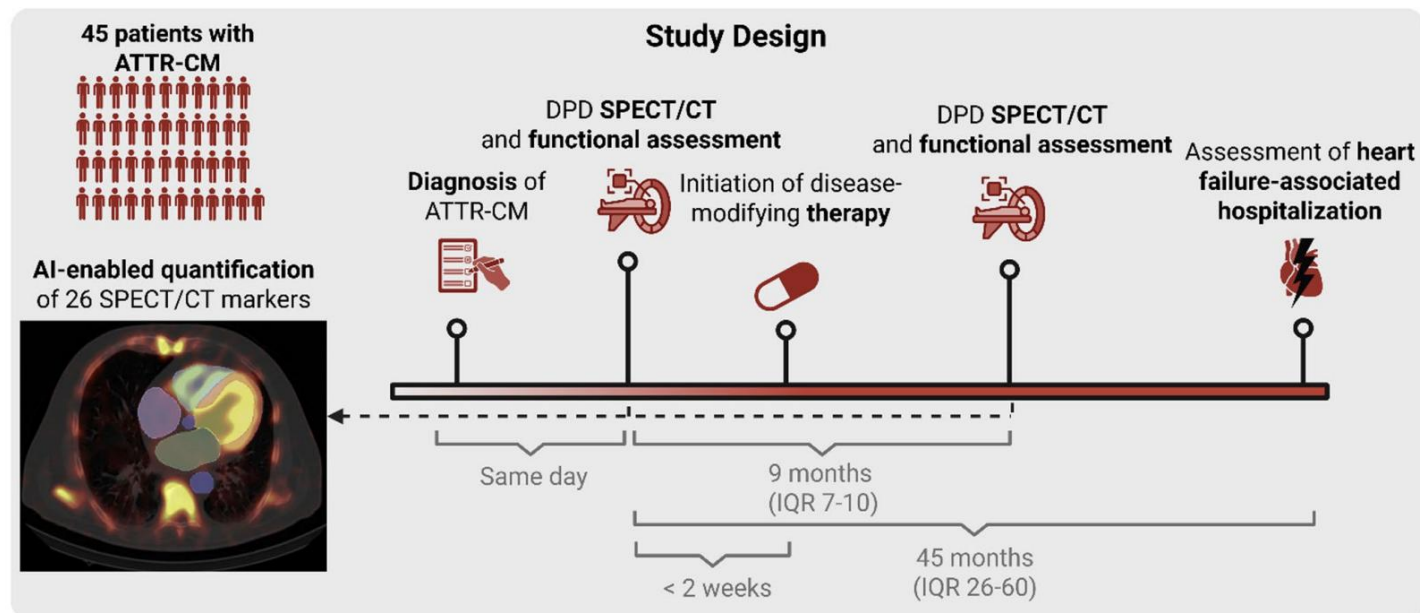 45 patients with
ATTR-CM
Study Design
DPD SPECT/CT
and functional assessment
DPD SPECT/CT
and functional assessment
Assessment of heart
failure-associated
hospitalization
Diagnosis of
ATTR-CM
Initiation of disease-
modifying therapy
AI-enabled quantification
of 26 SPECT/CT markers
Same day
9 months
(IQR 7-10)
< 2 weeks
45 months
(IQR 26-60)